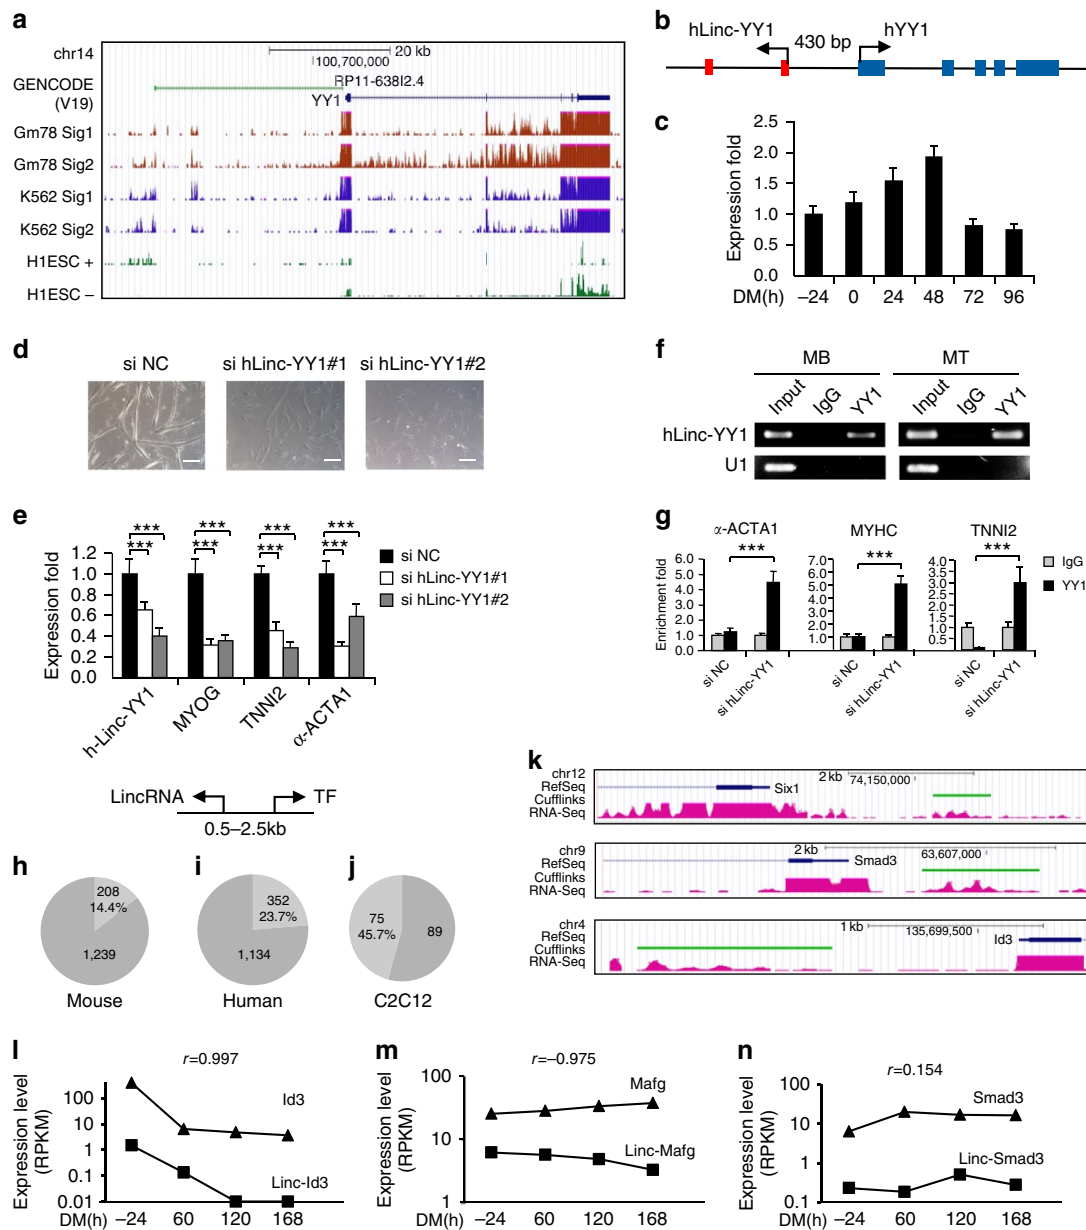 a
chr14
20 kb
100,700,000
GENCODE
(V19)
RP11-638I2.4
YY1
Gm78 Sig1
Gm78 Sig2
K562 Sig1
K562 Sig2
H1ESC +
H1ESC –
b
hLinc-YY1
430 bp
hYY1
c
Expression fold
2.5
2.0
1.5
1.0
0.5
0.0
DM(h)
–24
0
24
48
72
96
d
si NC
si hLinc-YY1#1
si hLinc-YY1#2
e
Expression fold
1.2
1.0
0.8
0.6
0.4
0.2
0.0
***
***
***
***
***
***
***
***
si NC
si hLinc-YY1#1
si hLinc-YY1#2
h-Linc-YY1
MYOG
TNNI2
α-ACTA1
f
MB
MT
Input
IgG
YY1
Input
IgG
YY1
hLinc-YY1
U1
g
α-ACTA1
MYHC
TNNI2
***
***
***
Enrichment fold
6.0
5.0
4.0
3.0
2.0
1.0
0.0
7.0
6.0
5.0
4.0
3.0
2.0
1.0
4.5
4.0
3.5
3.0
2.5
2.0
1.5
1.0
0.5
IgG
YY1
si NC
si hLinc-YY1
si NC
si hLinc-YY1
si NC
si hLinc-YY1
LincRNA
TF
0.5–2.5kb
h
208
14.4%
1,239
Mouse
i
352
23.7%
1,134
Human
j
75
45.7%
89
C2C12
k
chr12
RefSeq
Cufflinks
RNA-Seq
2 kb
74,150,000
Six1
chr9
RefSeq
Cufflinks
RNA-Seq
2 kb
63,607,000
Smad3
chr4
RefSeq
Cufflinks
RNA-Seq
1 kb
135,699,500
Id3
l
r=0.997
Expression level
(RPKM)
100
10
1
0.1
0.01
Id3
Linc-Id3
DM(h)
–24
60
120
168
m
r=–0.975
Expression level
(RPKM)
100
10
1
Mafg
Linc-Mafg
DM(h)
–24
60
120
168
n
r=0.154
Expression level
(RPKM)
100
10
1
0.1
Smad3
Linc-Smad3
DM(h)
–24
60
120
168